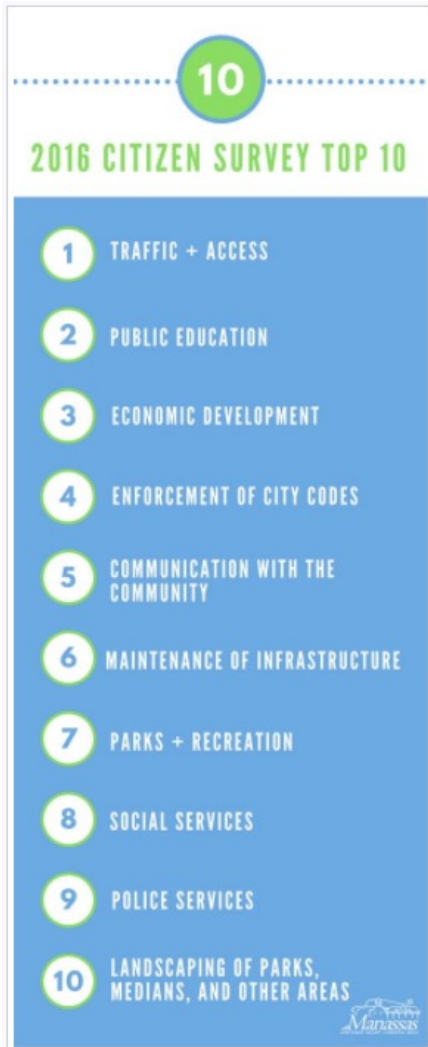 10
2016 CITIZEN SURVEY TOP 10
1 TRAFFIC + ACCESS
2 PUBLIC EDUCATION
3 ECONOMIC DEVELOPMENT
4 ENFORCEMENT OF CITY CODES
5 COMMUNICATION WITH THE
COMMUNITY
6 MAINTENANCE OF INFRASTRUCTURE
7 PARKS + RECREATION
8 SOCIAL SERVICES
9 POLICE SERVICES
10 LANDSCAPING OF PARKS,
MEDIANS, AND OTHER AREAS
Manassas